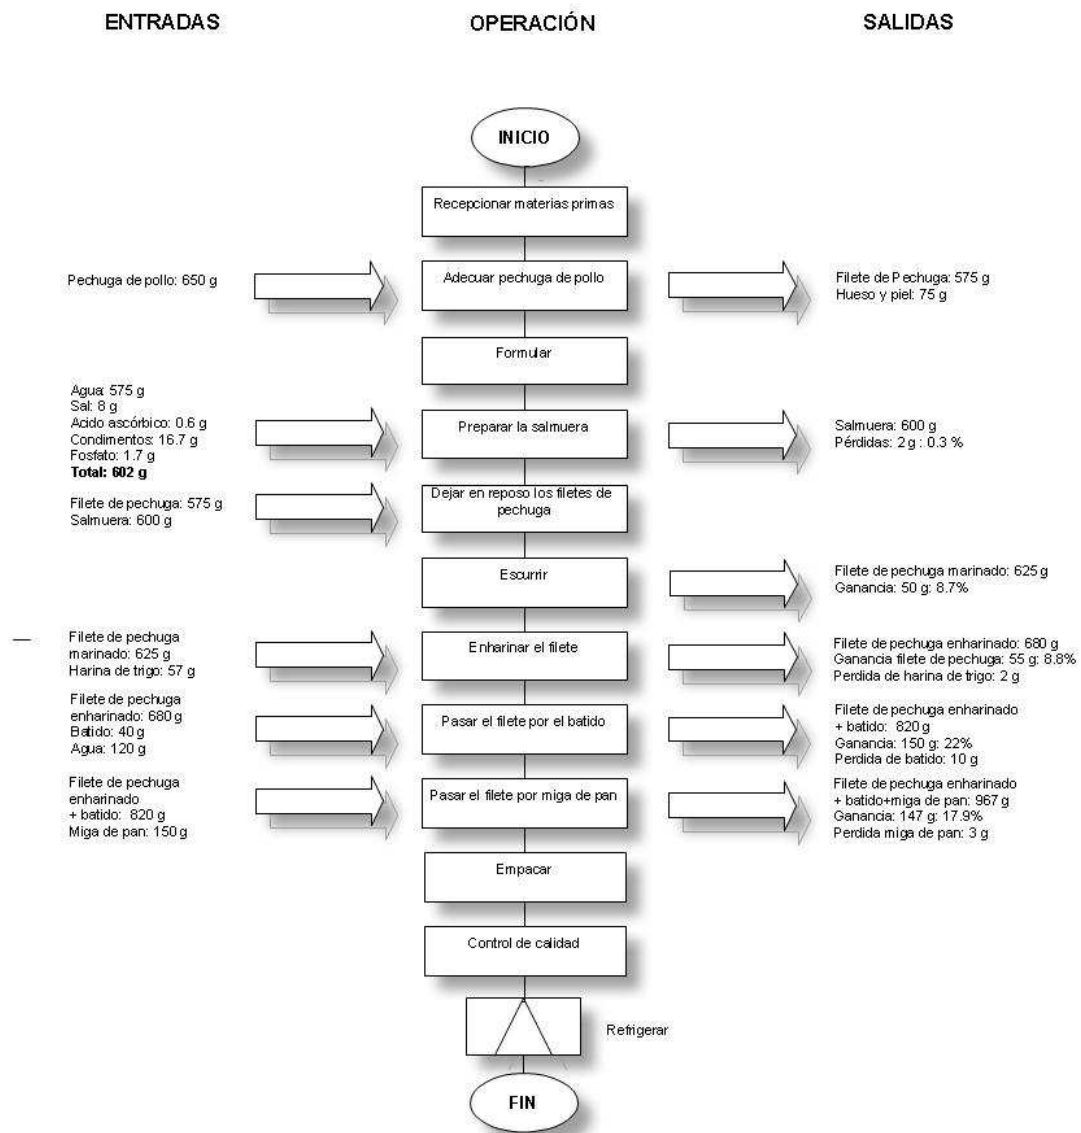 ENTRADAS
OPERACIÓN
SALIDAS
INICIO
Recepcionar materias primas
Pechuga de pollo: 650 g
Adecuar pechuga de pollo
Filete de Pechuga: 575 g
Hueso y piel: 75 g
Formular
Agua: 575 g
Sal: 8 g
Acido ascórbico: 0.6 g
Condimentos: 16.7 g
Fosfato: 1.7 g
Total: 602 g
Preparar la salmuera
Salmuera: 600 g
Pérdidas: 2 g : 0.3 %
Filete de pechuga: 575 g
Salmuera: 600 g
Dejar en reposo los filetes de
pechuga
Escurrir
Filete de pechuga marinado: 625 g
Ganancia: 50 g: 8.7%
Filete de pechuga
marinado: 625 g
Harina de trigo: 57 g
Enharinar el filete
Filete de pechuga enharinado: 680 g
Ganancia filete de pechuga: 55 g: 8.8%
Perdida de harina de trigo: 2 g
Filete de pechuga
enharinado: 680 g
Batido: 40 g
Agua: 120 g
Pasar el filete por el batido
Filete de pechuga enharinado
+ batido: 820 g
Ganancia: 150 g: 22%
Perdida de batido: 10 g
Filete de pechuga
enharinado
+ batido: 820 g
Miga de pan: 150 g
Pasar el filete por miga de pan
Filete de pechuga enharinado
+ batido+miga de pan: 967 g
Ganancia: 147 g: 17.9%
Perdida miga de pan: 3 g
Empacar
Control de calidad
Refrigerar
FIN